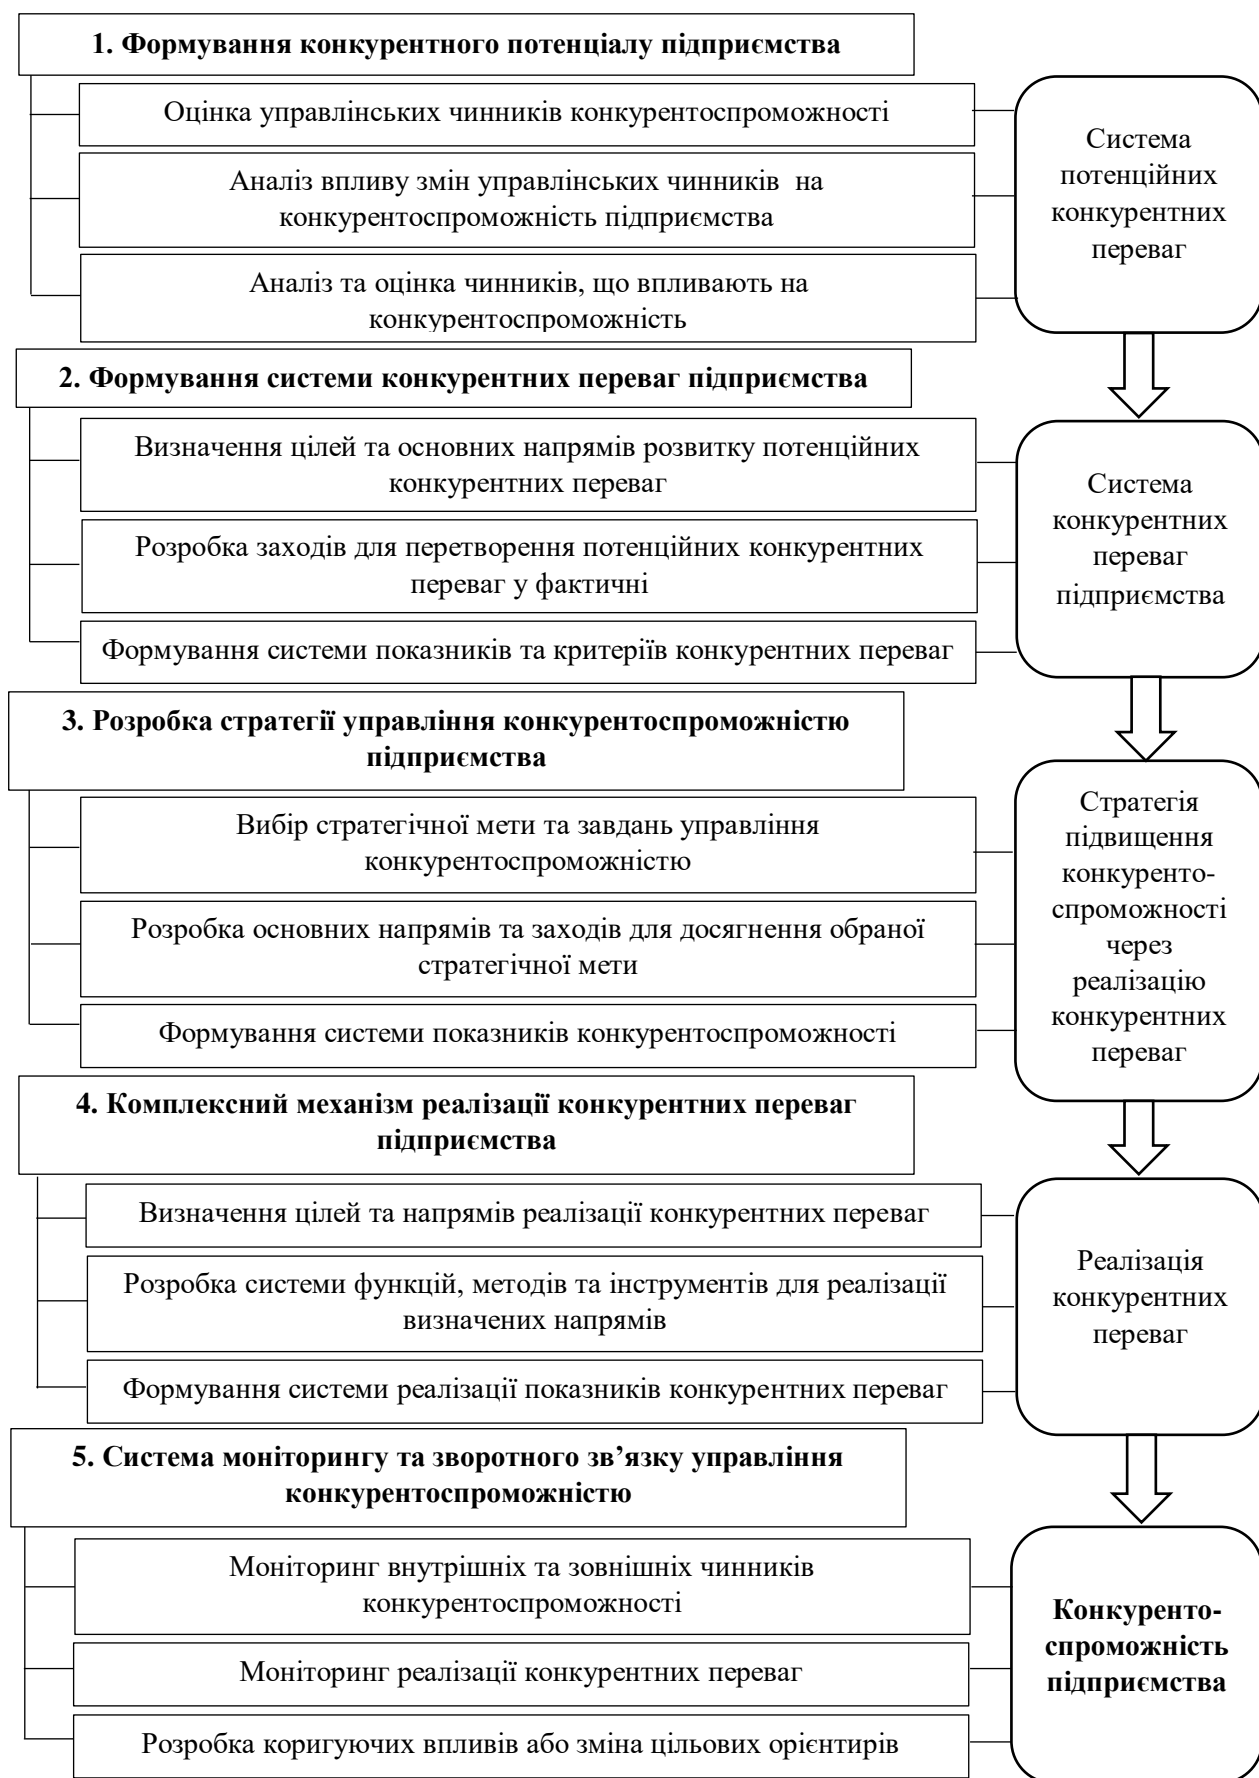 1. Формування конкурентного потенціалу підприємства
Оцінка управлінських чинників конкурентоспроможності
Аналіз впливу змін управлінських чинників на
конкурентоспроможність підприємства
Аналіз та оцінка чинників, що впливають на
конкурентоспроможність
Система
потенційних
конкурентних
переваг
2. Формування системи конкурентних переваг підприємства
Визначення цілей та основних напрямів розвитку потенційних
конкурентних переваг
Розробка заходів для перетворення потенційних конкурентних
переваг у фактичні
Формування системи показників та критеріїв конкурентних переваг
Система
конкурентних
переваг
підприємства
3. Розробка стратегії управління конкурентоспроможністю
підприємства
Вибір стратегічної мети та завдань управління
конкурентоспроможністю
Розробка основних напрямів та заходів для досягнення обраної
стратегічної мети
Формування системи показників конкурентоспроможності
Стратегія
підвищення
конкуренто-
спроможності
через
реалізацію
конкурентних
переваг
4. Комплексний механізм реалізації конкурентних переваг
підприємства
Визначення цілей та напрямів реалізації конкурентних переваг
Розробка системи функцій, методів та інструментів для реалізації
визначених напрямів
Формування системи реалізації показників конкурентних переваг
Реалізація
конкурентних
переваг
5. Система моніторингу та зворотного зв’язку управління
конкурентоспроможністю
Моніторинг внутрішніх та зовнішніх чинників
конкурентоспроможності
Моніторинг реалізації конкурентних переваг
Розробка коригуючих впливів або зміна цільових орієнтирів
Конкуренто-
спроможність
підприємства